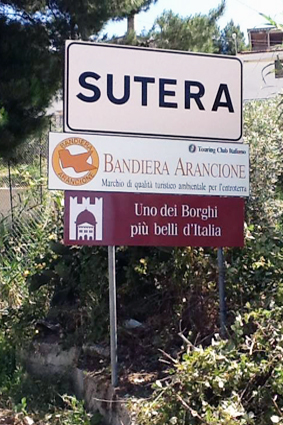 SUTERA
BANDIERA
ARANCIONE
Touring Club Italiano
BANDIERA ARANCIONE
Marchio di qualità turistico ambientale per l'entroterra
Uno dei Borghi
più belli d'Italia